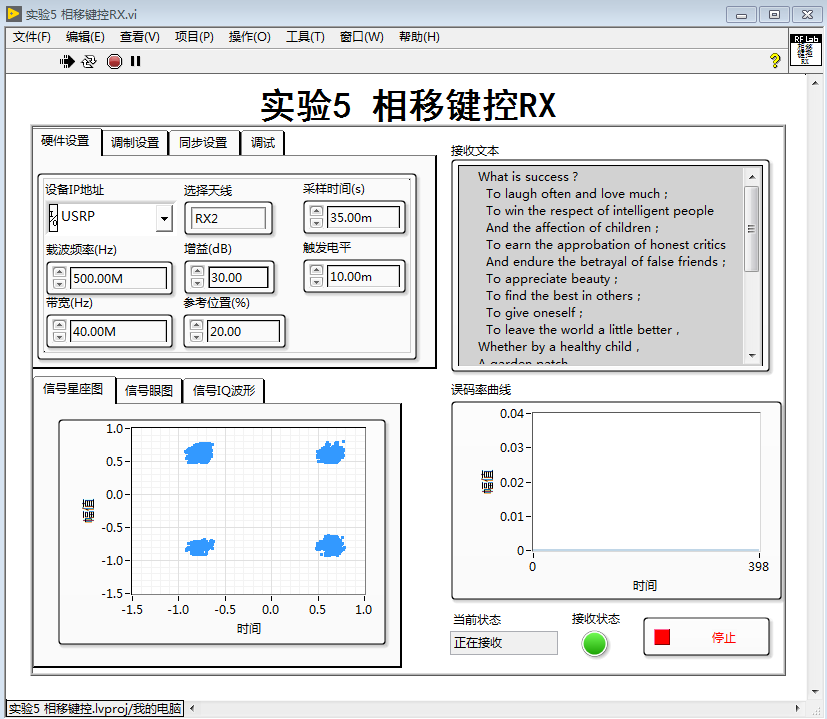 实验5 相移键控RX.vi
文件(F) 编辑(E) 查看(V) 项目(P) 操作(O) 工具(T) 窗口(W) 帮助(H)
RF Lab
相移
键控
RX
实验5 相移键控RX
硬件设置 调制设置 同步设置 调试
设备IP地址 选择天线 采样时间(s)
USRP RX2 35.00m
载波频率(Hz) 增益(dB) 触发电平
500.00M 30.00 10.00m
带宽(Hz) 参考位置(%)
40.00M 20.00
接收文本
What is success?
To laugh often and love much;
To win the respect of intelligent people
And the affection of children;
To earn the approbation of honest critics
And endure the betrayal of false friends;
To appreciate beauty;
To find the best in others;
To give oneself;
To leave the world a little better,
Whether by a healthy child,
A garden patch
信号星座图 信号眼图 信号IQ波形
幅值
1.0
0.5
0.0
-0.5
-1.0
-1.5
-1.5 -1.0 -0.5 0.0 0.5 1.0
时间
误码率曲线
幅值
0.04
0.03
0.02
0.01
0
0 398
时间
当前状态 接收状态
正在接收 停止
实验5 相移键控.lvproj/我的电脑